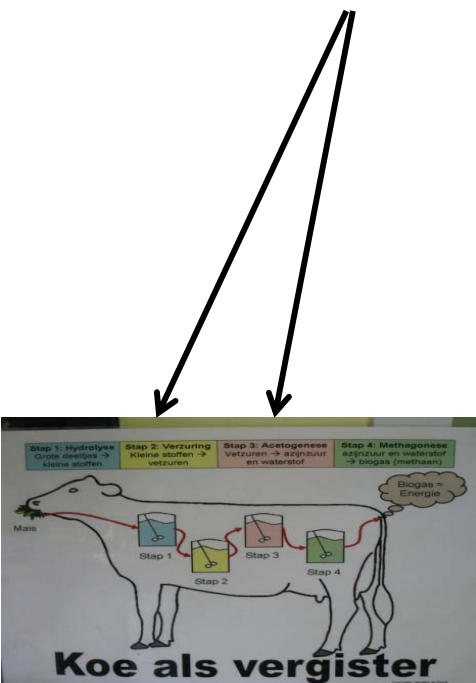 Stap 1: Hydrolyse
Grote deeltjes →
kleine stoffen
Stap 2: Verzuring
Kleine stoffen →
vetzuren
Stap 3: Acetogenese
Vetzuren → azijnzuur
en waterstof
Stap 4: Methagonese
azijnzuur en waterstof
→ biogas (methaan)
Biogas =
Energie
Mais
Stap 1
Stap 2
Stap 3
Stap 4
Koe als vergister